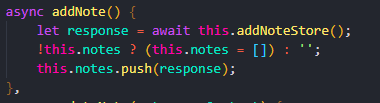 async addNote() {
let response = await this.addNoteStore();
!this.notes ? (this.notes = []) : '';
this.notes.push(response);
},